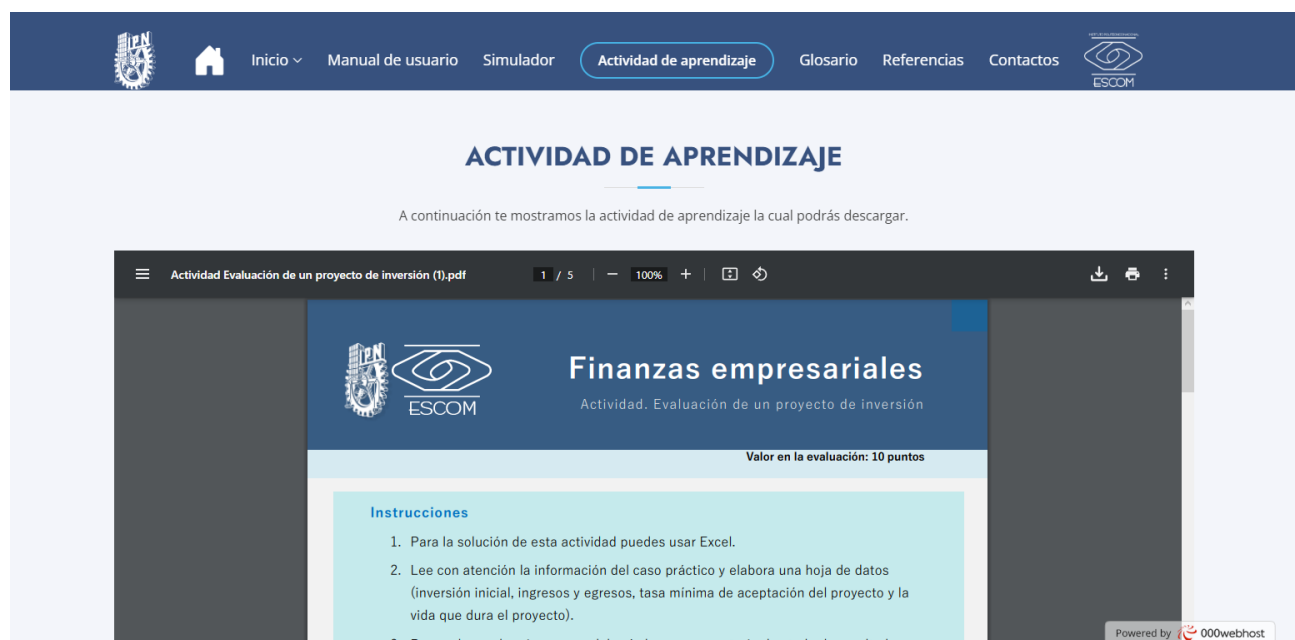 IPN
Inicio
Manual de usuario
Simulador
Actividad de aprendizaje
Glosario
Referencias
Contactos
ESCOM
ACTIVIDAD DE APRENDIZAJE
A continuación te mostramos la actividad de aprendizaje la cual podrás descargar.
Actividad Evaluación de un proyecto de inversión (1).pdf
1 / 5
100%
IPN
ESCOM
Finanzas empresariales
Actividad. Evaluación de un proyecto de inversión
Valor en la evaluación: 10 puntos
Instrucciones
1. Para la solución de esta actividad puedes usar Excel.
2. Lee con atención la información del caso práctico y elabora una hoja de datos
(inversión inicial, ingresos y egresos, tasa mínima de aceptación del proyecto y la
vida que dura el proyecto).
Powered by 000webhost